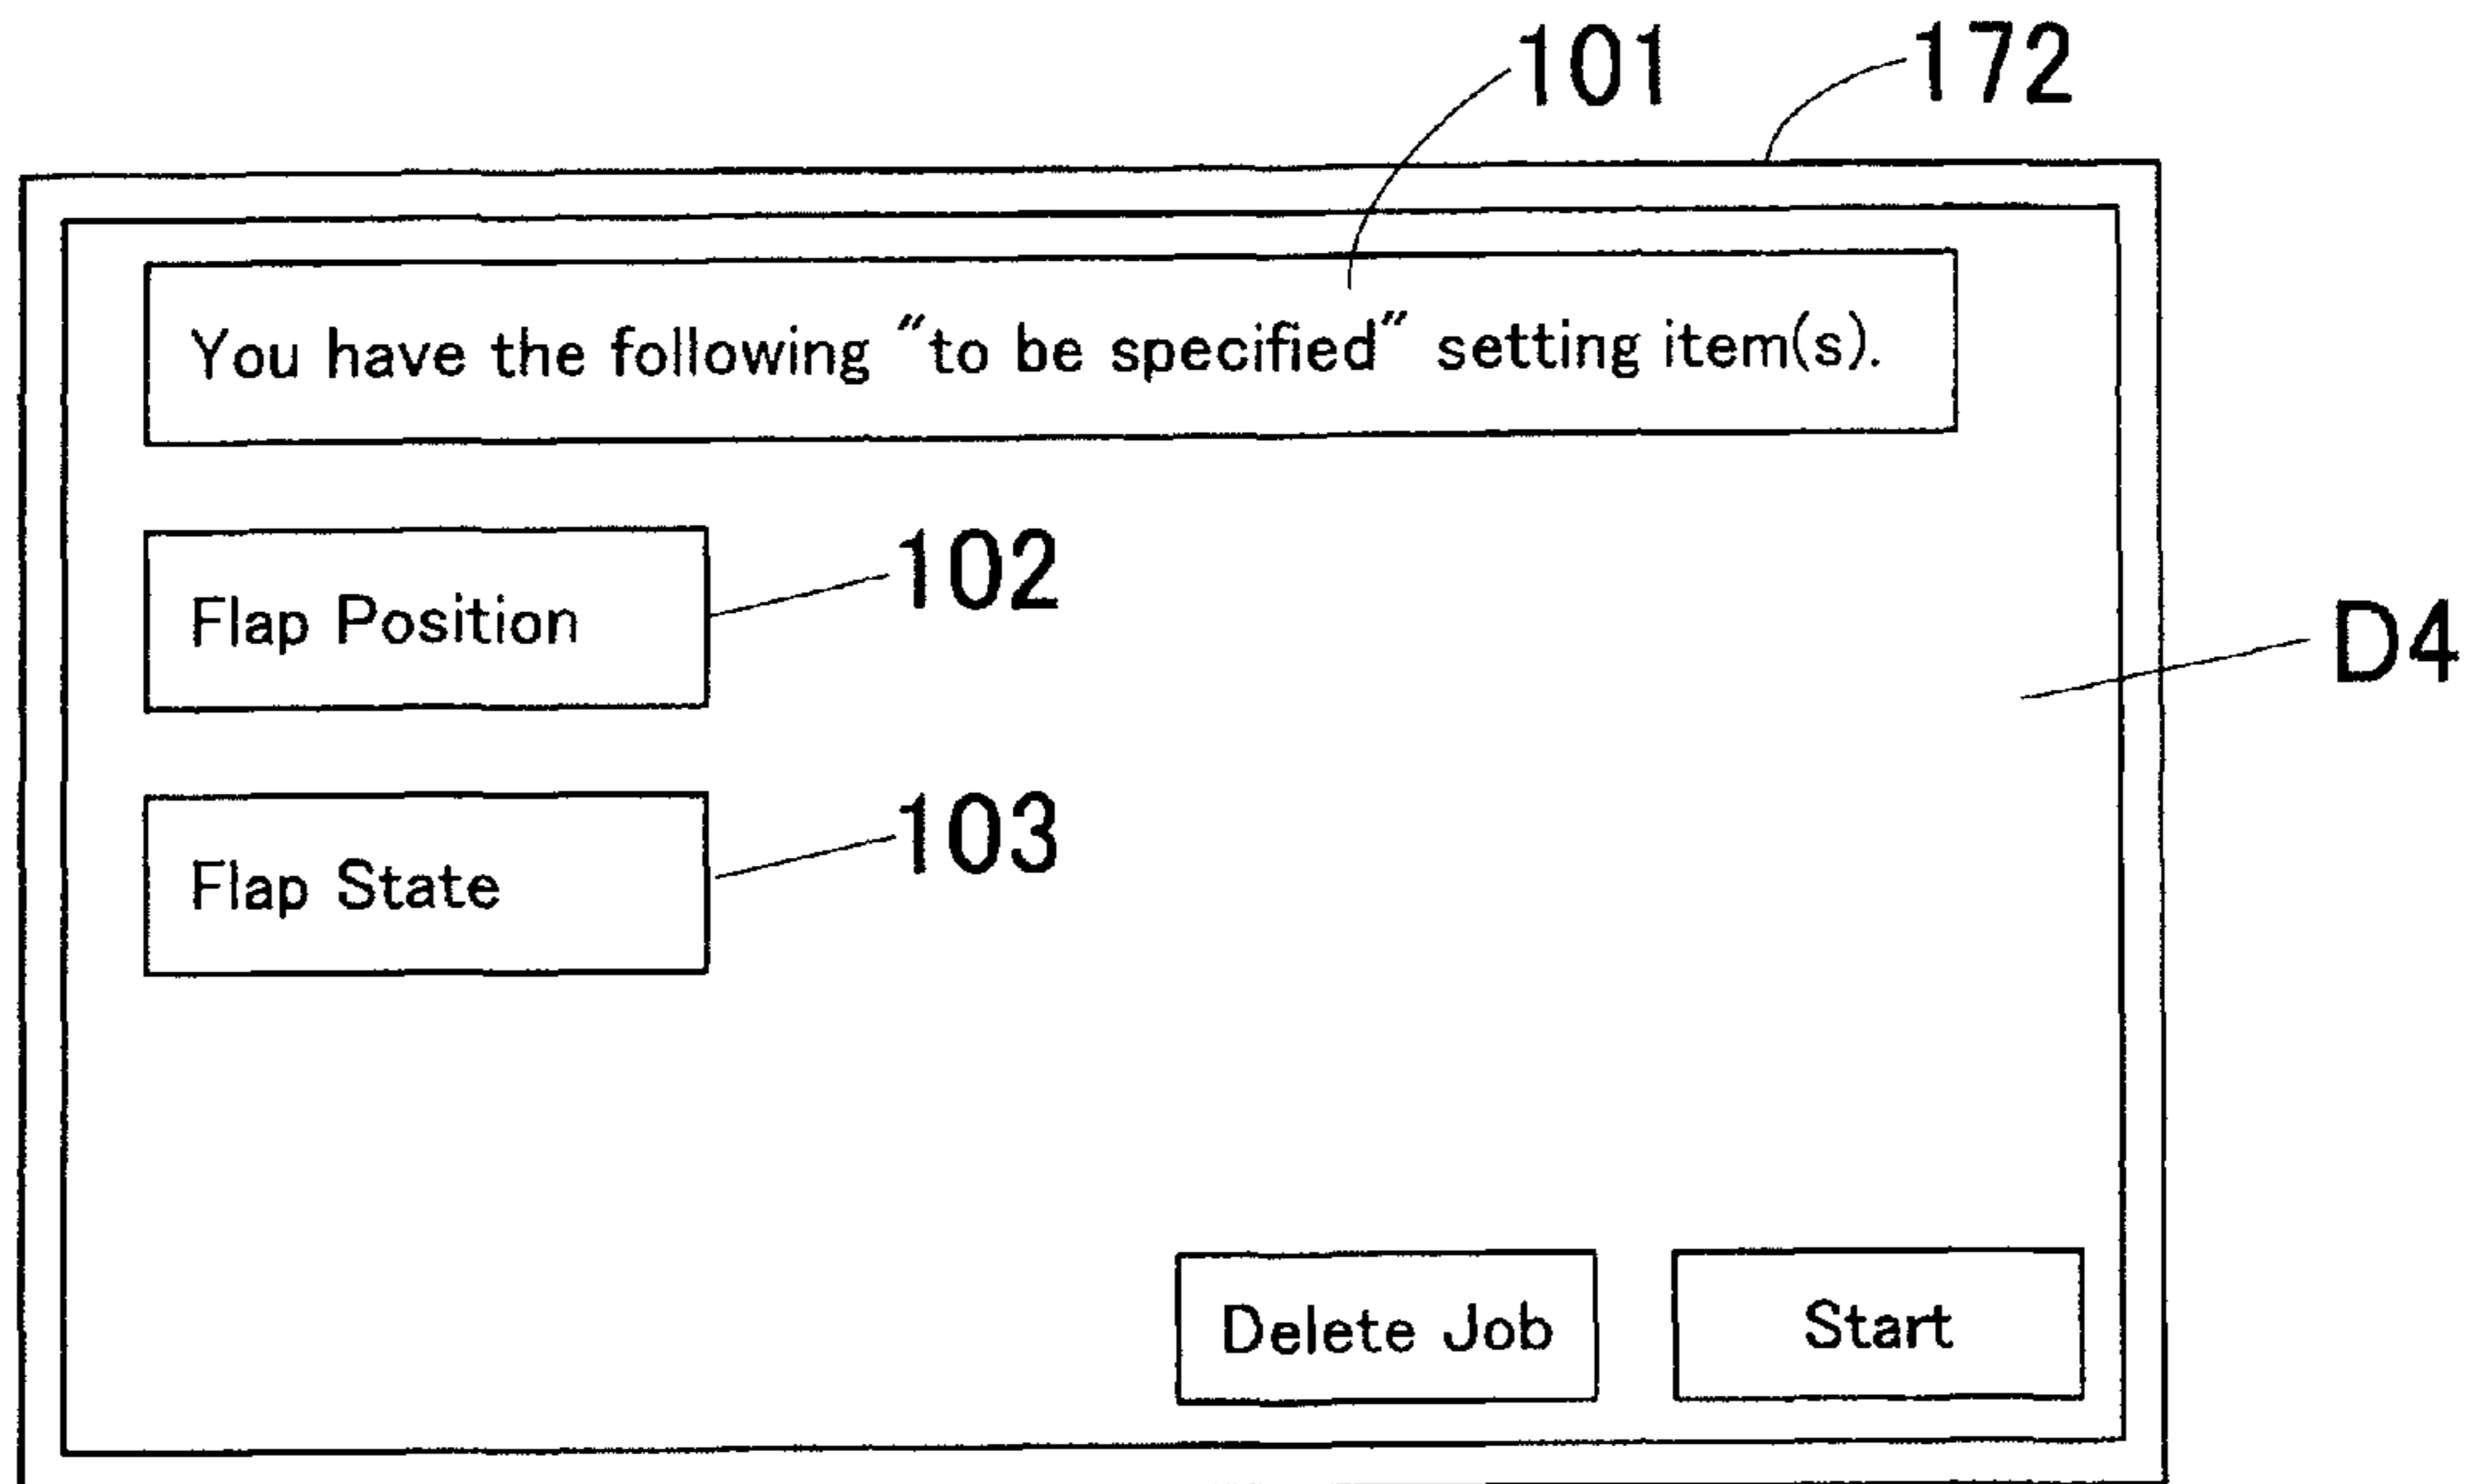 101
172
You have the following "to be specified" setting item(s).
Flap Position
102
D4
Flap State
103
Delete Job
Start